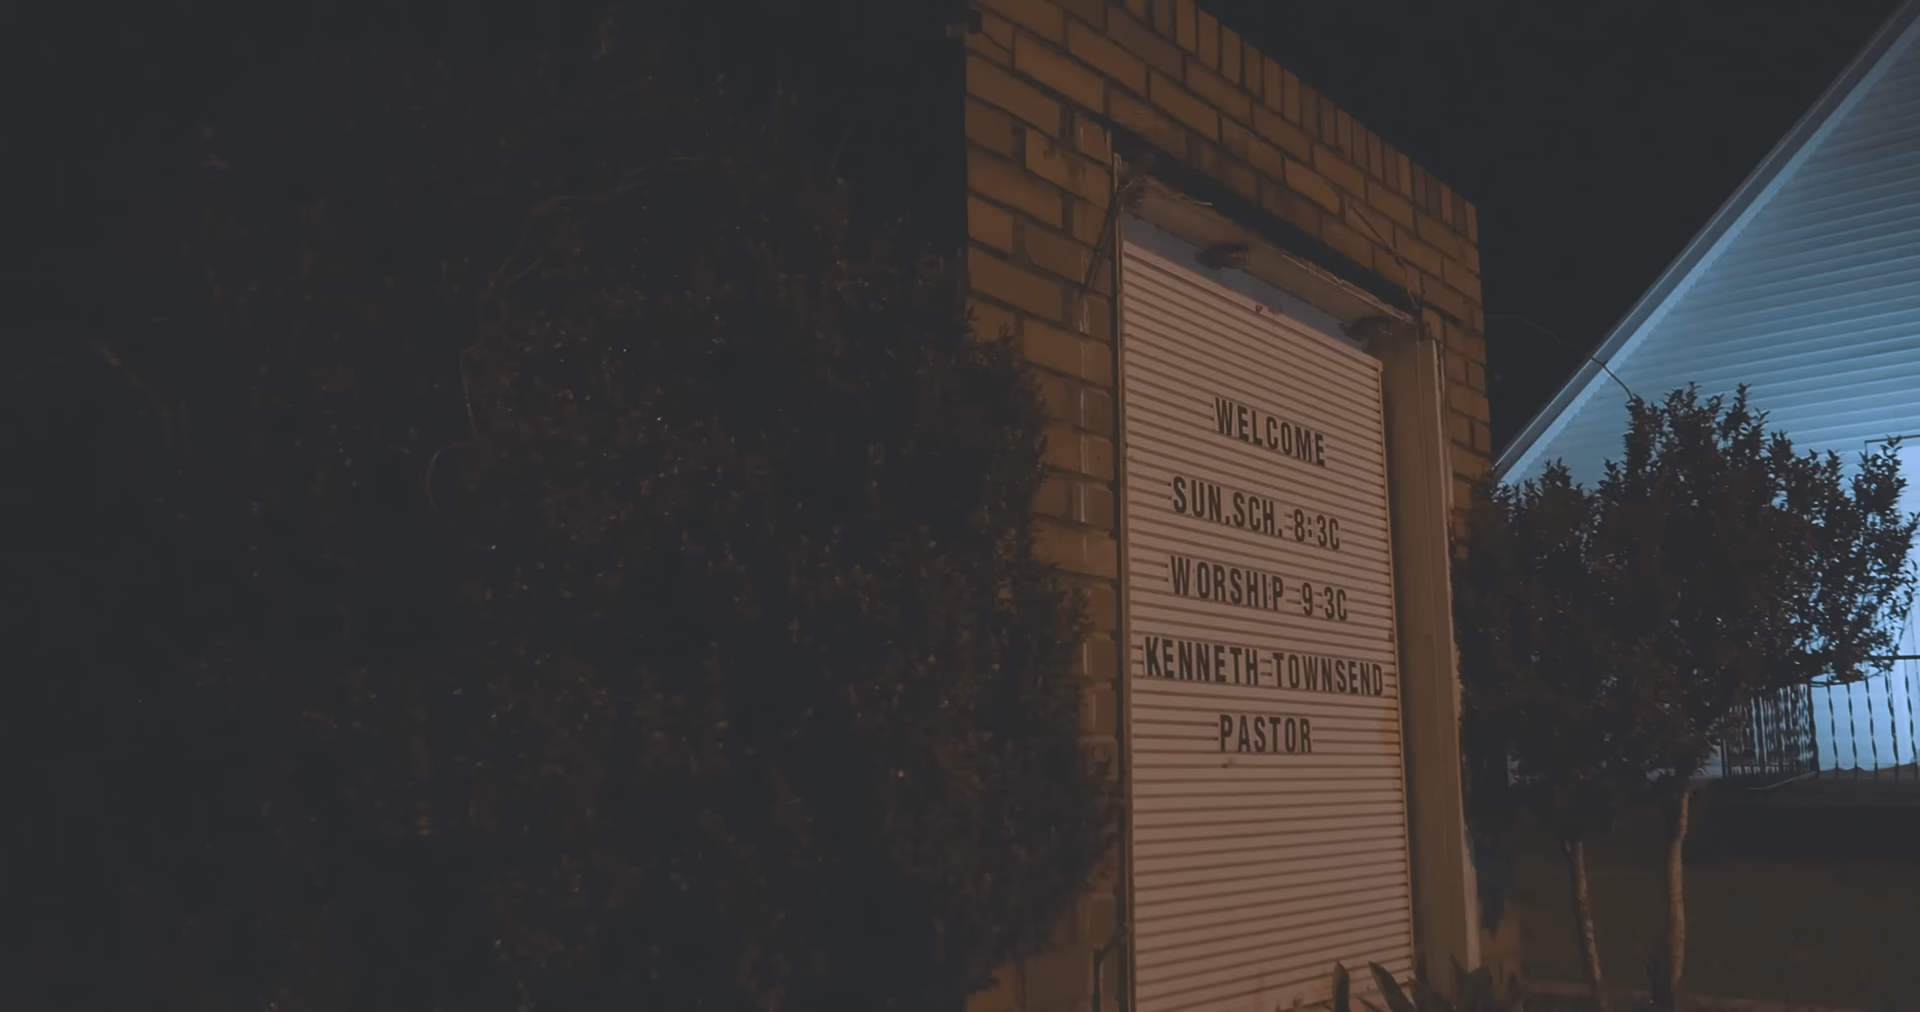 WELCOME
SUN.SCH. 8:3C
WORSHIP 9 3C
KENNETH TOWNSEND
PASTOR